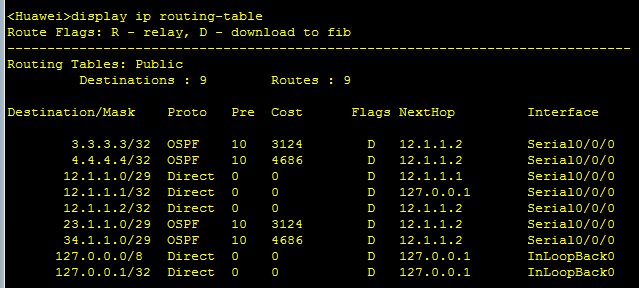 <Huawei>display ip routing-table
Route Flags: R - relay, D - download to fib
------------------------------------------------------------------------------
Routing Tables: Public
         Destinations : 9        Routes : 9

Destination/Mask    Proto  Pre  Cost      Flags NextHop         Interface

        3.3.3.3/32  OSPF   10   3124        D   12.1.1.2        Serial0/0/0
        4.4.4.4/32  OSPF   10   4686        D   12.1.1.2        Serial0/0/0
       12.1.1.0/29  Direct 0    0           D   12.1.1.1        Serial0/0/0
       12.1.1.1/32  Direct 0    0           D   127.0.0.1       Serial0/0/0
       12.1.1.2/32  Direct 0    0           D   12.1.1.2        Serial0/0/0
       23.1.1.0/29  OSPF   10   3124        D   12.1.1.2        Serial0/0/0
       34.1.1.0/29  OSPF   10   4686        D   12.1.1.2        Serial0/0/0
      127.0.0.0/8   Direct 0    0           D   127.0.0.1       InLoopBack0
      127.0.0.1/32  Direct 0    0           D   127.0.0.1       InLoopBack0